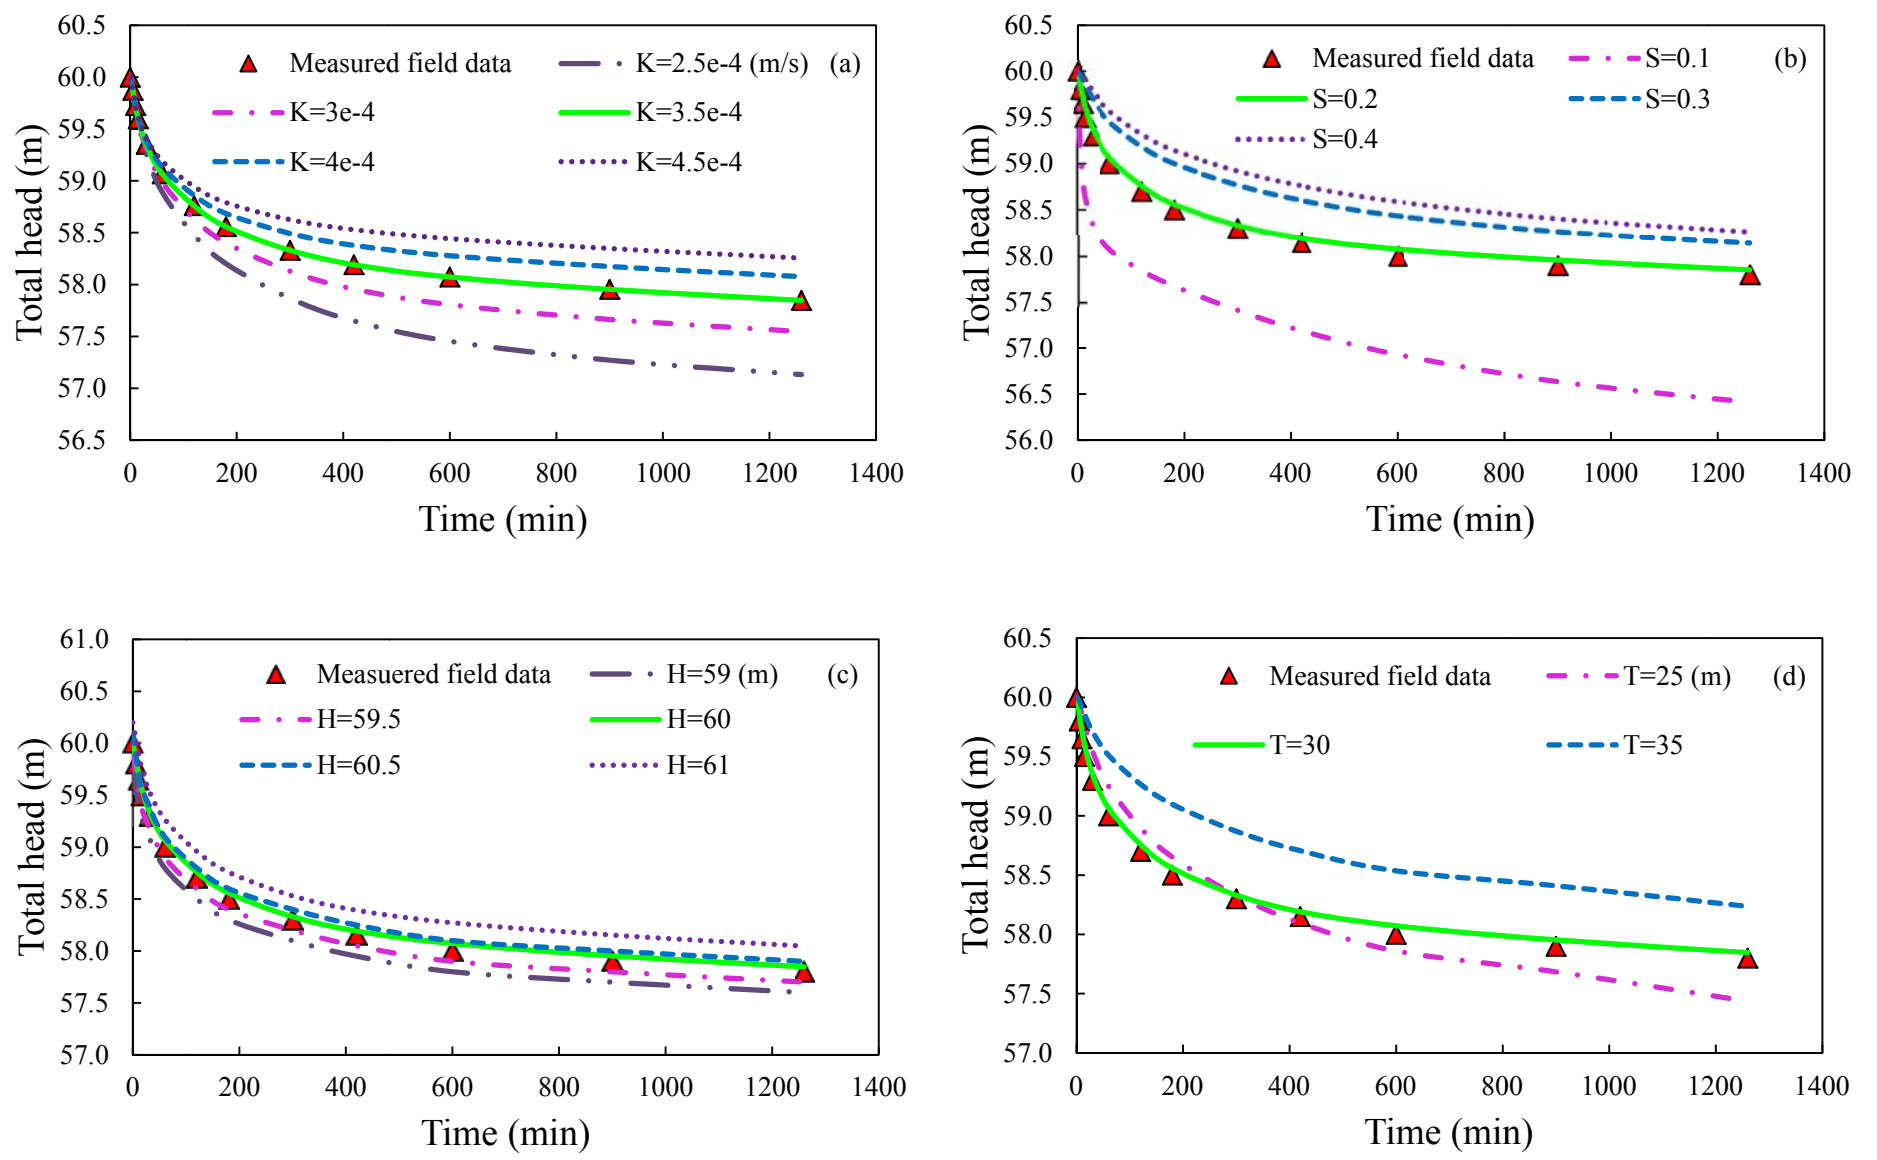 60.5
60.0
59.5
59.0
58.5
58.0
57.5
57.0
56.5
Total head (m)
Measured field data K=2.5e-4 (m/s) (a)
K=3e-4 K=3.5e-4
K=4e-4 K=4.5e-4
0 200 400 600 800 1000 1200 1400
Time (min)
60.5
60.0
59.5
59.0
58.5
58.0
57.5
57.0
56.5
56.0
Total head (m)
Measured field data S=0.1 (b)
S=0.2 S=0.3
S=0.4
0 200 400 600 800 1000 1200 1400
Time (min)
61.0
60.5
60.0
59.5
59.0
58.5
58.0
57.5
57.0
Total head (m)
Measuered field data H=59 (m) (c)
H=59.5 H=60
H=60.5 H=61
0 200 400 600 800 1000 1200 1400
Time (min)
60.5
60.0
59.5
59.0
58.5
58.0
57.5
57.0
Total head (m)
Measured field data T=25 (m) (d)
T=30 T=35
0 200 400 600 800 1000 1200 1400
Time (min)